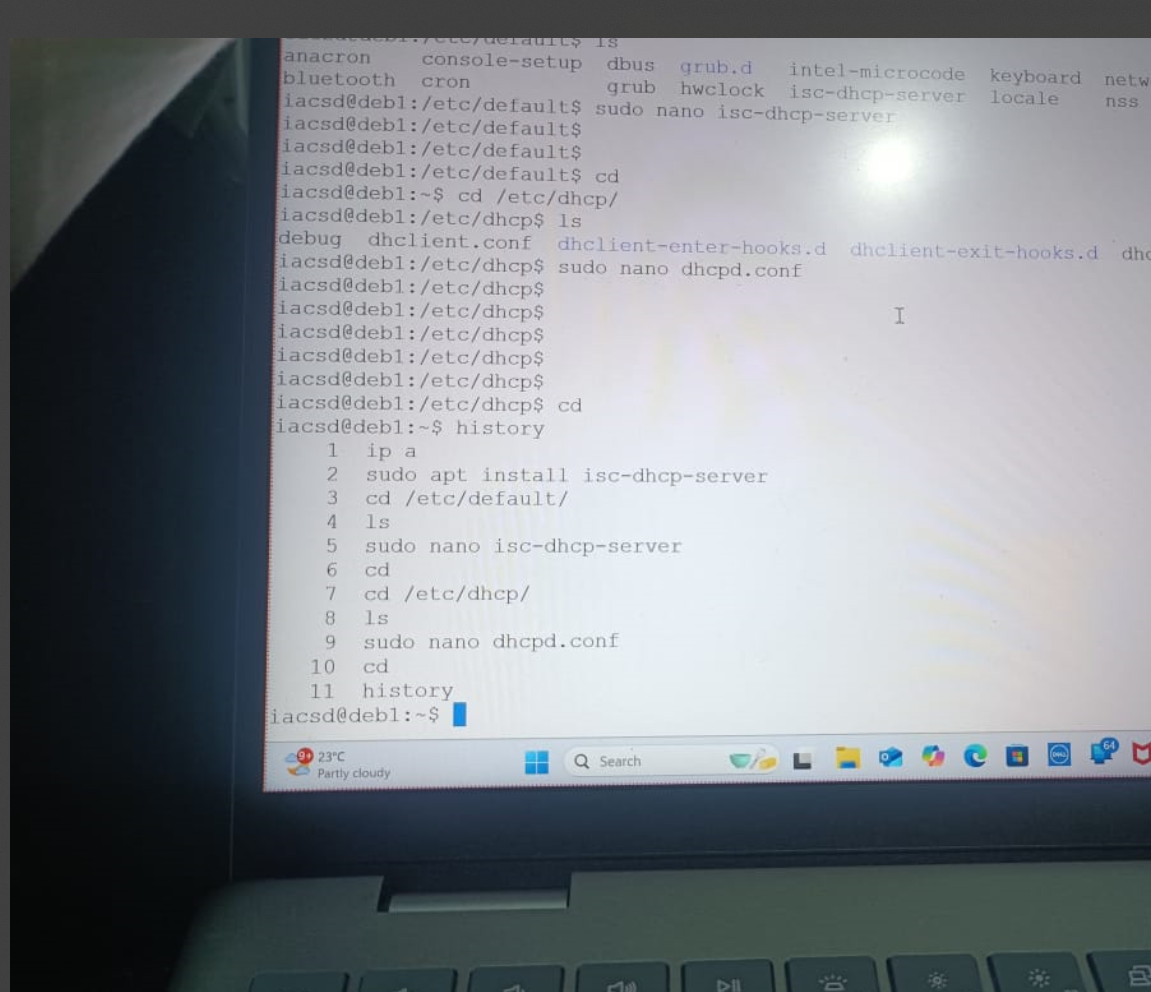 ls
anacron console-setup dbus grub.d intel-microcode keyboard netw
bluetooth cron grub hwclock isc-dhcp-server locale nss
iacsd@deb1:/etc/default$ sudo nano isc-dhcp-server
iacsd@deb1:/etc/default$
iacsd@deb1:/etc/default$
iacsd@deb1:/etc/default$ cd
iacsd@deb1:~$ cd /etc/dhcp/
iacsd@deb1:/etc/dhcp$ ls
debug dhclient.conf dhclient-enter-hooks.d dhclient-exit-hooks.d dhc
iacsd@deb1:/etc/dhcp$ sudo nano dhcpd.conf
iacsd@deb1:/etc/dhcp$
iacsd@deb1:/etc/dhcp$
iacsd@deb1:/etc/dhcp$
iacsd@deb1:/etc/dhcp$
iacsd@deb1:/etc/dhcp$
iacsd@deb1:/etc/dhcp$ cd
iacsd@deb1:~$ history
1 ip a
2 sudo apt install isc-dhcp-server
3 cd /etc/default/
4 ls
5 sudo nano isc-dhcp-server
6 cd
7 cd /etc/dhcp/
8 ls
9 sudo nano dhcpd.conf
10 cd
11 history
iacsd@deb1:~$
9+ 23°C
Partly cloudy
Search
DELL
64